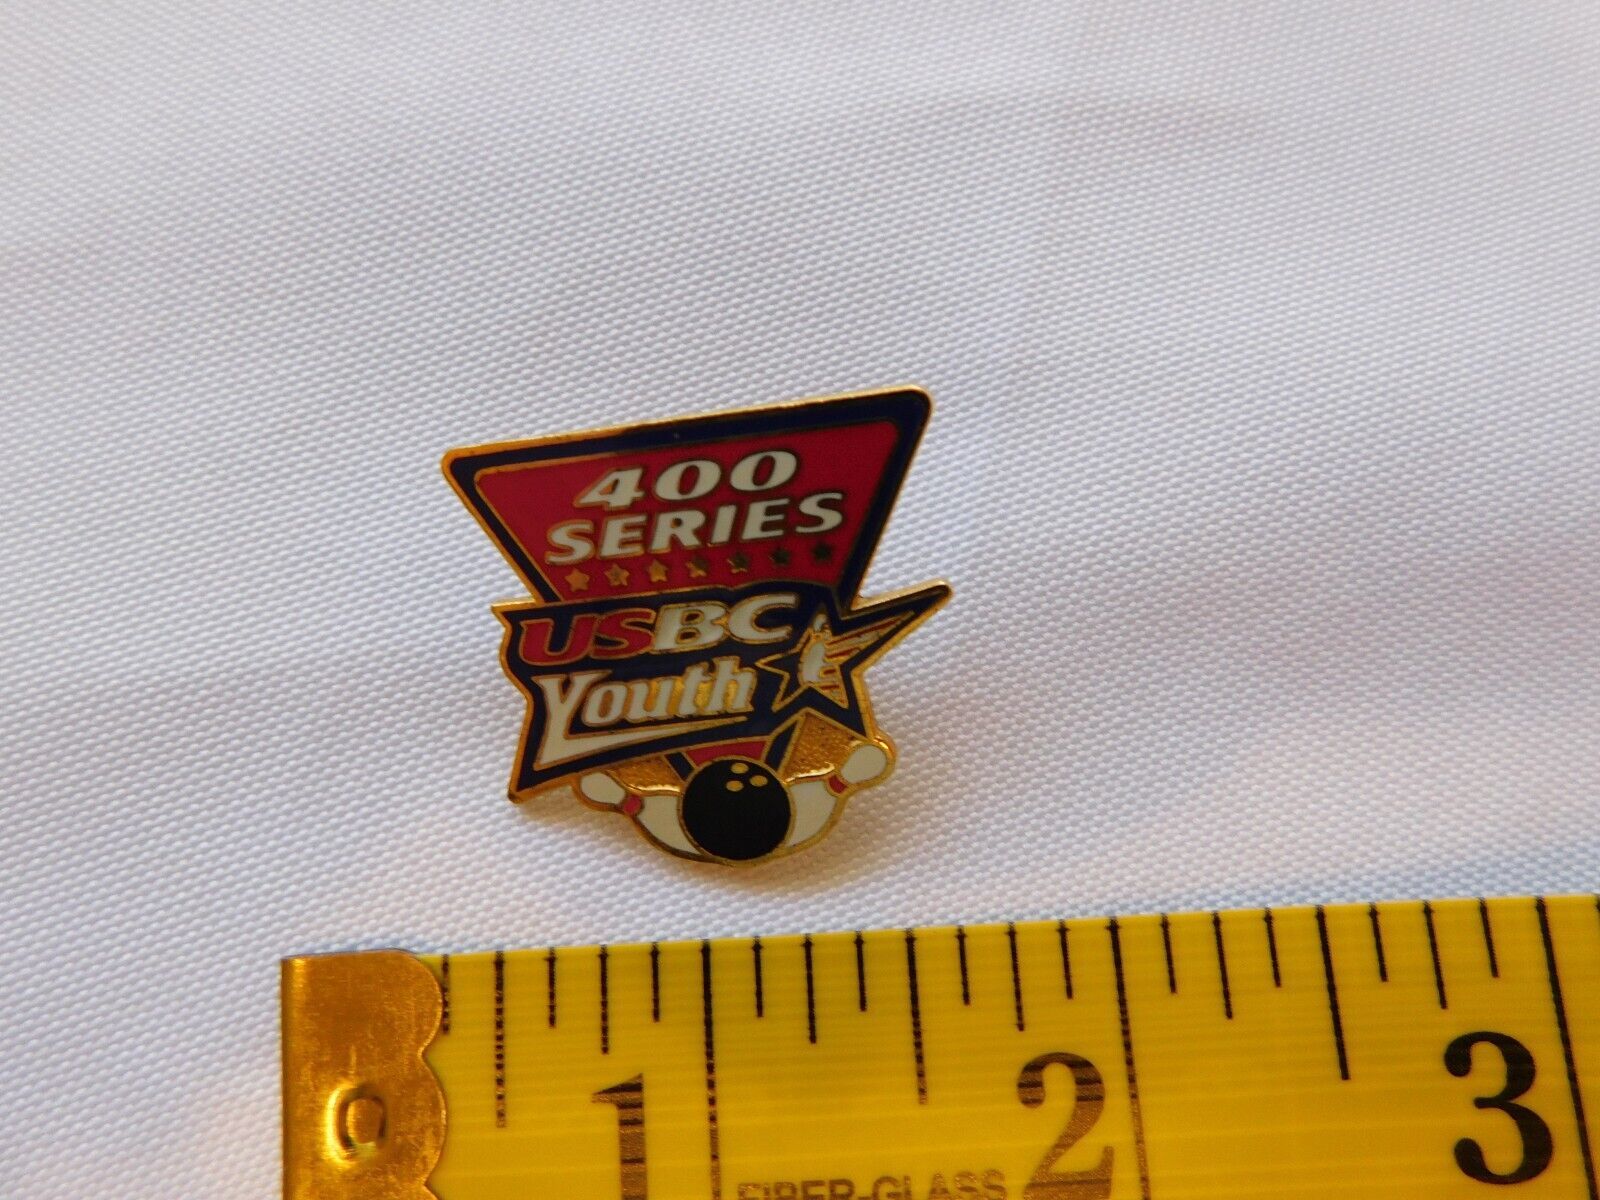 400
SERIES
USBC
Youth
1
2
3
FIBER-GLASS